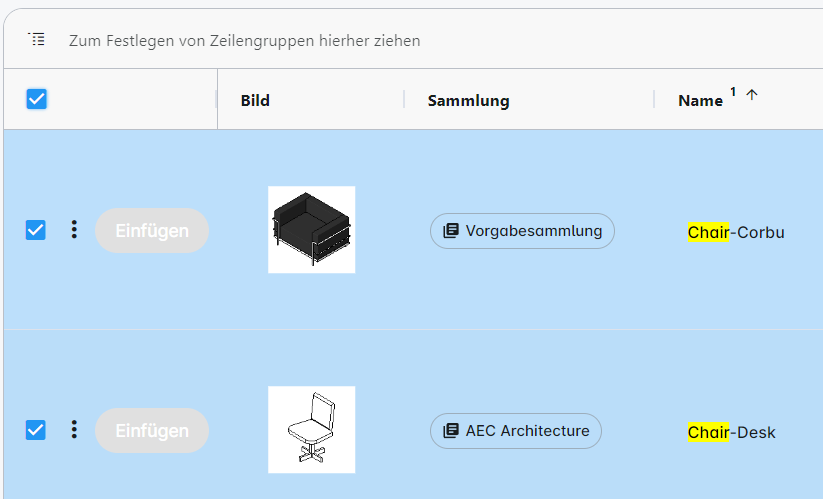 Zum Festlegen von Zeilengruppen hierher ziehen
Bild Sammlung Name 1
Einfügen Vorgabesammlung Chair-Corbu
Einfügen AEC Architecture Chair-Desk